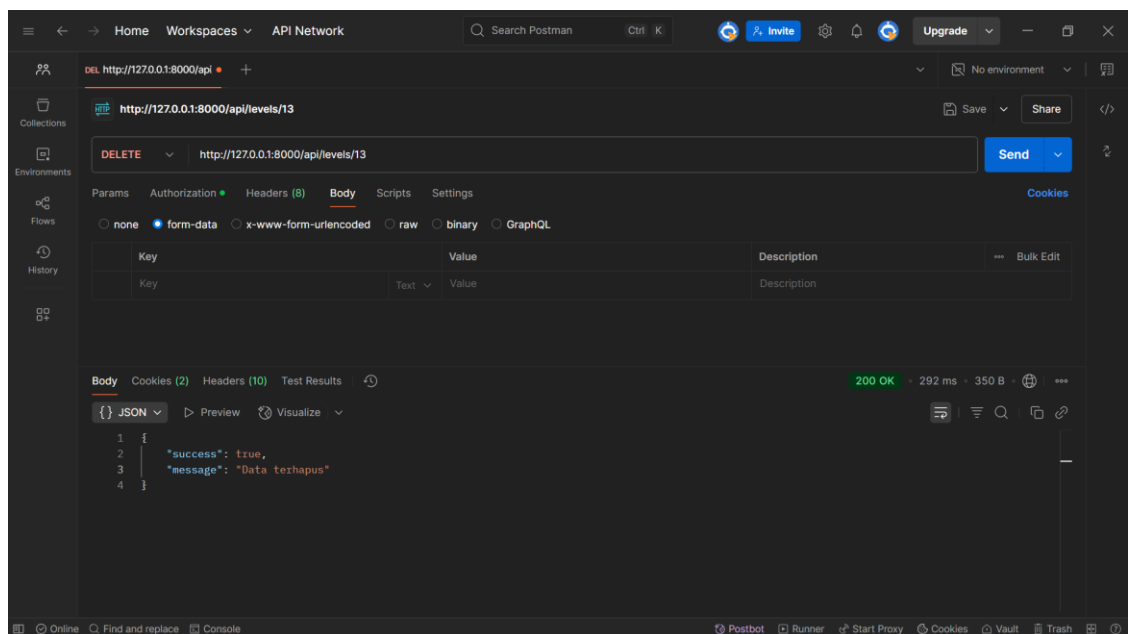 Home Workspaces API Network Search Postman Ctrl K Invite Upgrade
DEL http://127.0.0.1:8000/api No environment
HTTP http://127.0.0.1:8000/api/levels/13 Save Share
Collections
DELETE http://127.0.0.1:8000/api/levels/13 Send
Environments
Params Authorization Headers (8) Body Scripts Settings Cookies
Flows
none form-data x-www-form-urlencoded raw binary GraphQL
History
Key Value Description Bulk Edit
Key Text Value Description
Body Cookies (2) Headers (10) Test Results 200 OK 292 ms 350 B
{} JSON Preview Visualize
1 {
2 "success": true,
3 "message": "Data terhapus"
4 }
Online Find and replace Console Postbot Runner Start Proxy Cookies Vault Trash